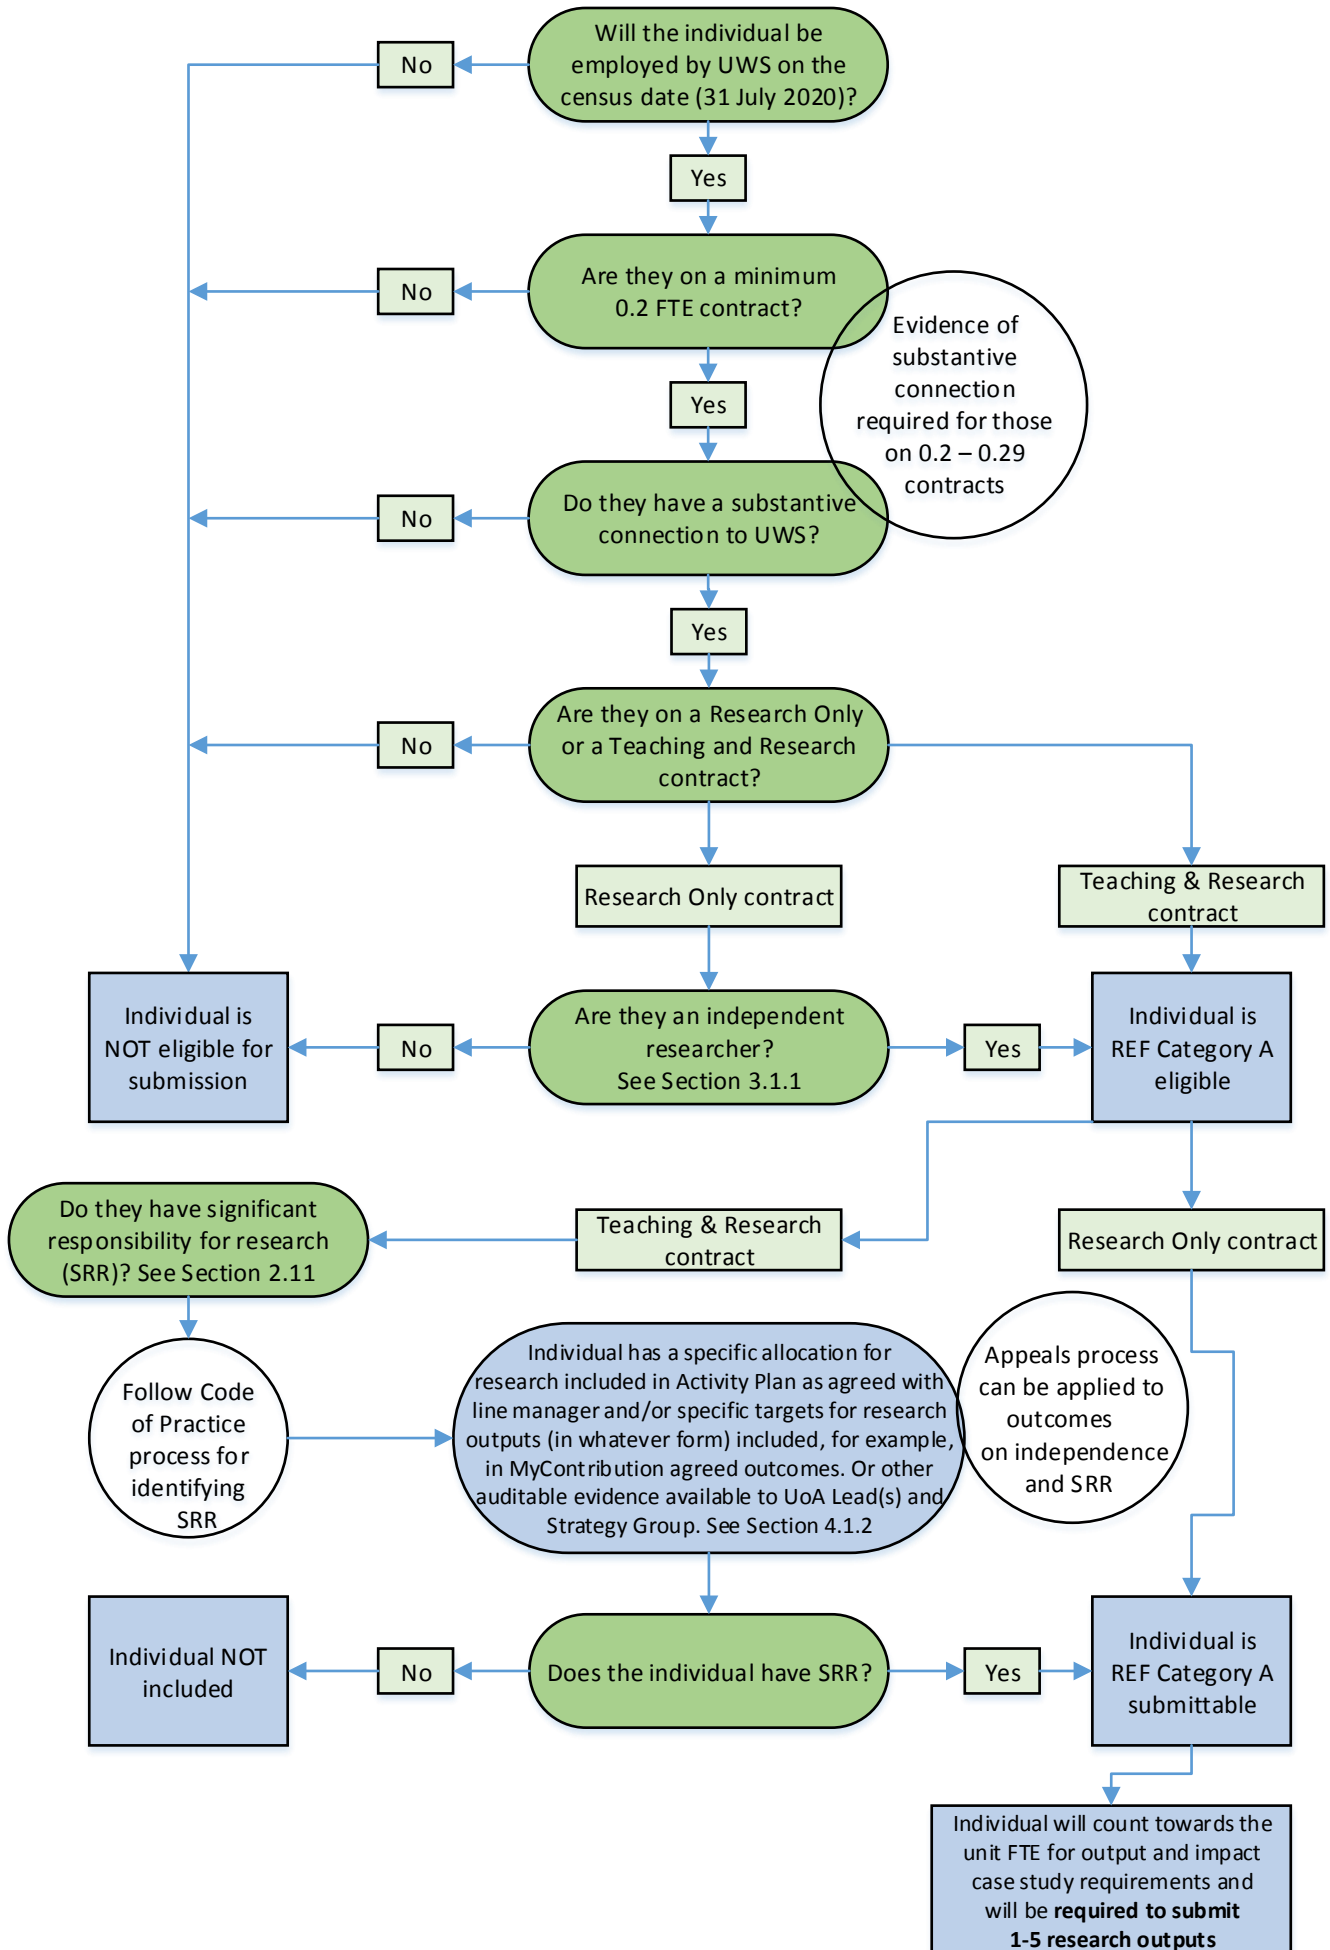 Will the individual be
employed by UWS on the
census date (31 July 2020)?
No
Yes
Are they on a minimum
0.2 FTE contract?
No
Evidence of
substantive
connection
required for those
on 0.2 – 0.29
contracts
Yes
Do they have a substantive
connection to UWS?
No
Yes
Are they on a Research Only
or a Teaching and Research
contract?
No
Research Only contract
Teaching & Research
contract
Individual is
NOT eligible for
submission
No
Are they an independent
researcher?
See Section 3.1.1
Yes
Individual is
REF Category A
eligible
Do they have significant
responsibility for research
(SRR)? See Section 2.11
Teaching & Research
contract
Research Only contract
Follow Code
of Practice
process for
identifying
SRR
Individual has a specific allocation for
research included in Activity Plan as agreed with
line manager and/or specific targets for research
outputs (in whatever form) included, for example,
in MyContribution agreed outcomes. Or other
auditable evidence available to UoA Lead(s) and
Strategy Group. See Section 4.1.2
Appeals process
can be applied to
outcomes
on independence
and SRR
Individual NOT
included
No
Does the individual have SRR?
Yes
Individual is
REF Category A
submittable
Individual will count towards the
unit FTE for output and impact
case study requirements and
will be required to submit
1-5 research outputs